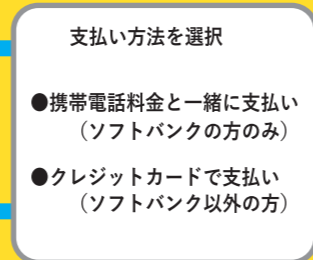 支払い方法を選択
●携帯電話料金と一緒に支払い
（ソフトバンクの方のみ）
●クレジットカードで支払い
（ソフトバンク以外の方）